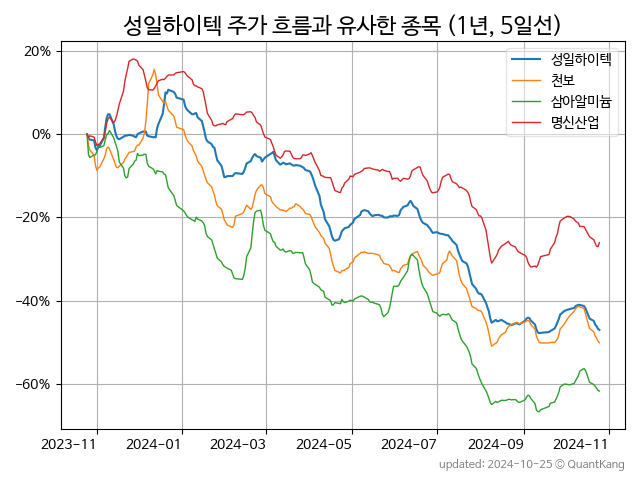 성일하이텍 주가 흐름과 유사한 종목 (1년, 5일선)
성일하이텍
천보
삼아알미늄
명신산업
20%
0%
−20%
−40%
−60%
2023-11 2024-01 2024-03 2024-05 2024-07 2024-09 2024-11
updated: 2024-10-25 © QuantKang